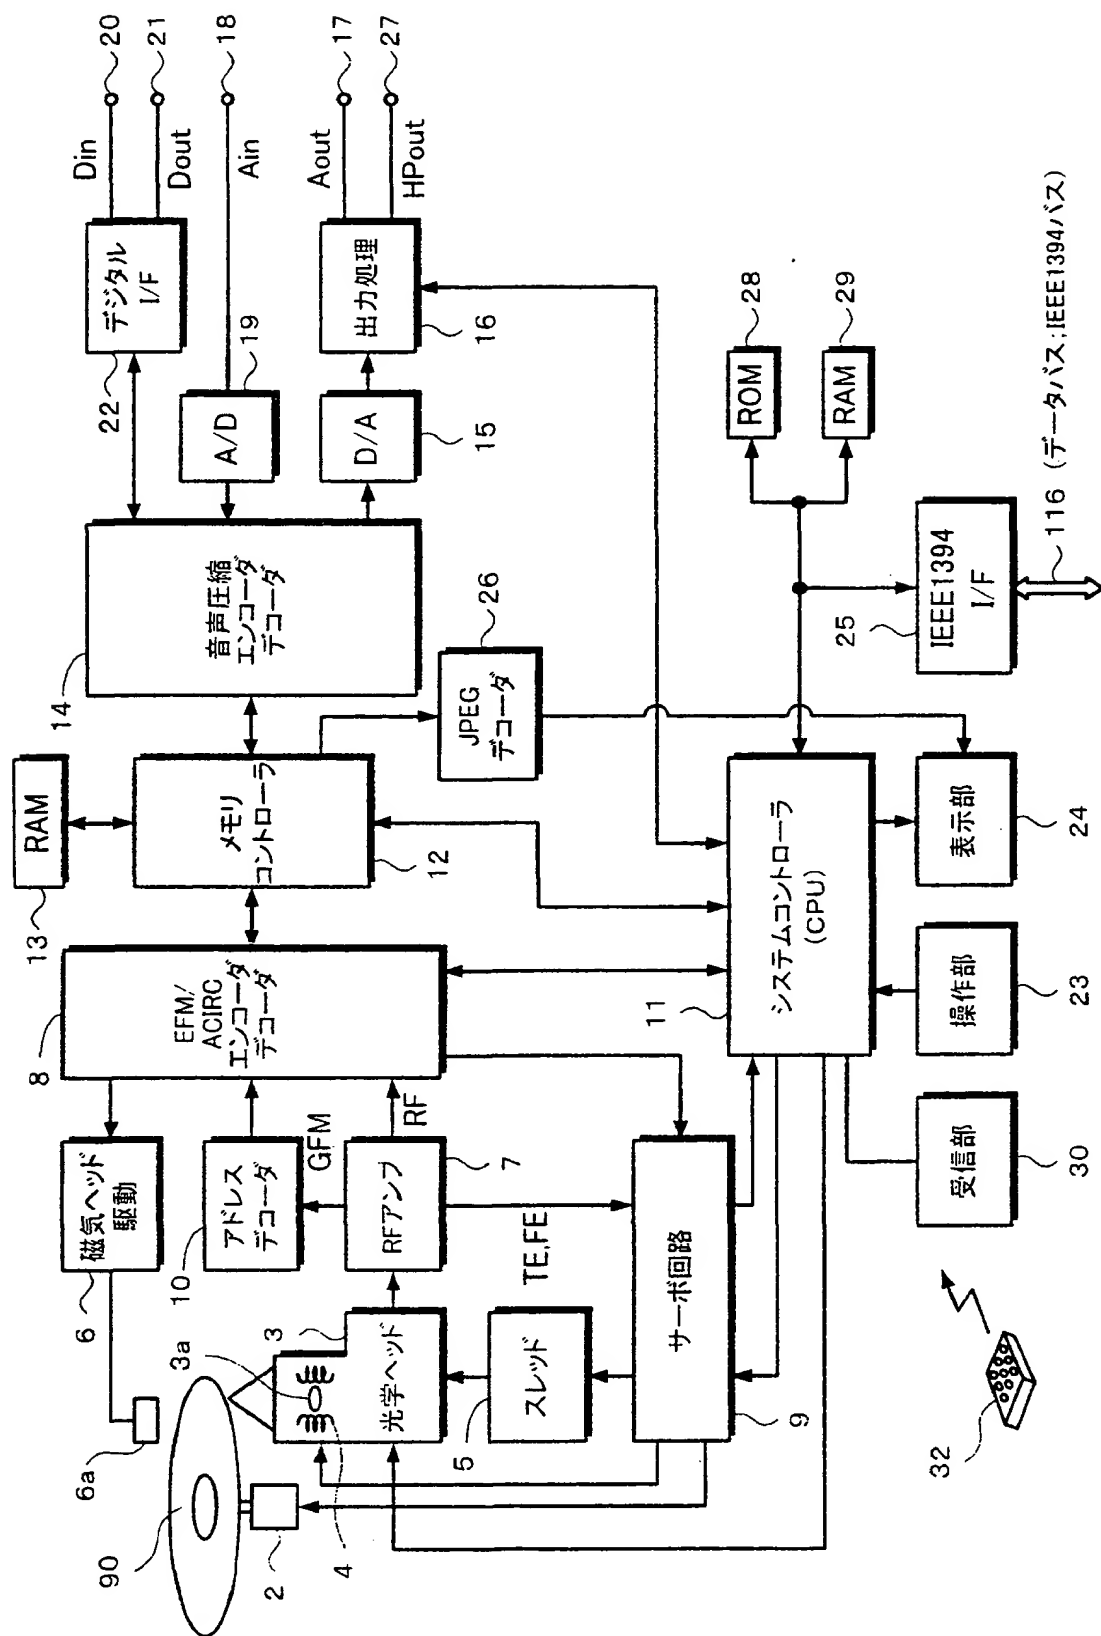 90
6a
磁気ヘッド
駆動
6
2
3a
3
4
光学ヘッド
アドレス
デコーダ
10
GFM
RFアンプ
7
RF
5
スレッド
TE,FE
サーボ回路
9
8
EFM/
ACIRC
エンコーダ
デコーダ
13
RAM
メモリ
コントローラ
12
14
音声圧縮
エンコーダ
デコーダ
26
JPEG
デコーダ
22
デジタル
I/F
Din
20
Dout
21
A/D
19
Ain
18
D/A
15
出力処理
16
Aout
17
HPout
27
11
システムコントローラ
(CPU)
ROM
28
RAM
29
25
IEEE1394
I/F
116 (データバス;IEEE1394バス)
表示部
24
操作部
23
受信部
30
32